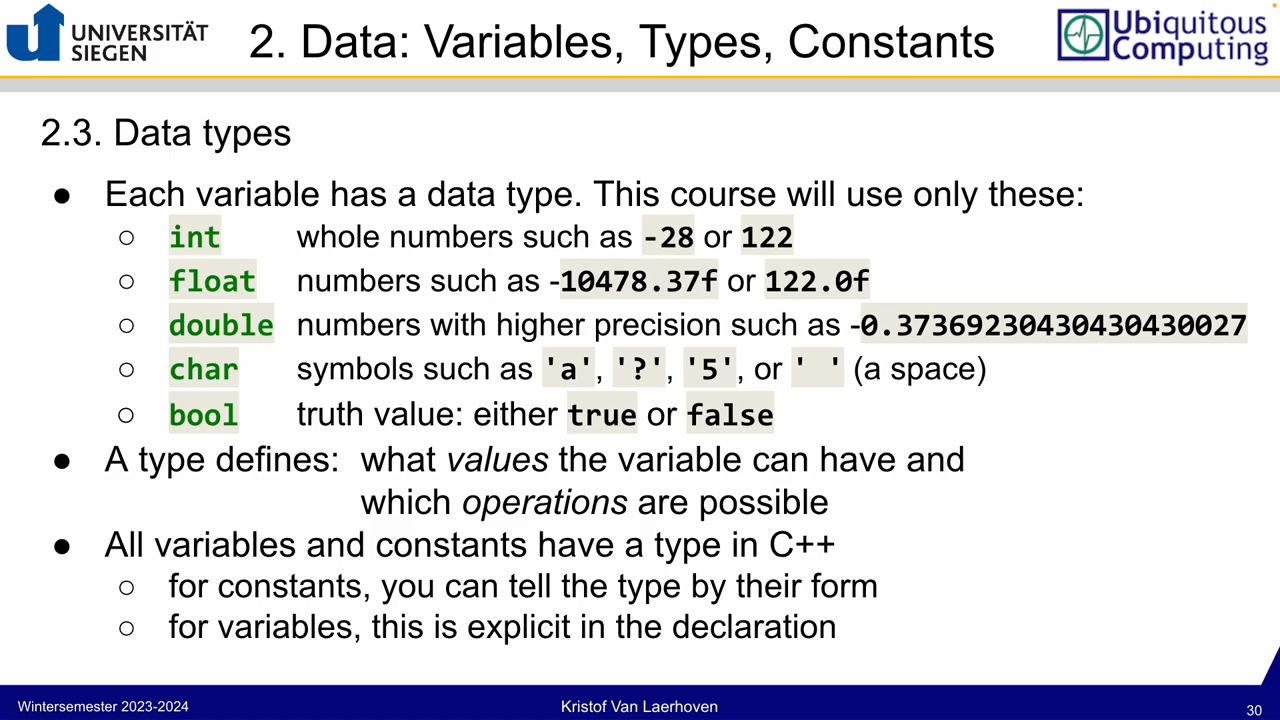 UNIVERSITÄT
SIEGEN
2. Data: Variables, Types, Constants
Ubiquitous
Computing
2.3. Data types
● Each variable has a data type. This course will use only these:
○ int whole numbers such as -28 or 122
○ float numbers such as -10478.37f or 122.0f
○ double numbers with higher precision such as -0.37369230430430430027
○ char symbols such as 'a', '?', '5', or ' ' (a space)
○ bool truth value: either true or false
● A type defines: what values the variable can have and
which operations are possible
● All variables and constants have a type in C++
○ for constants, you can tell the type by their form
○ for variables, this is explicit in the declaration
Wintersemester 2023-2024 Kristof Van Laerhoven 30